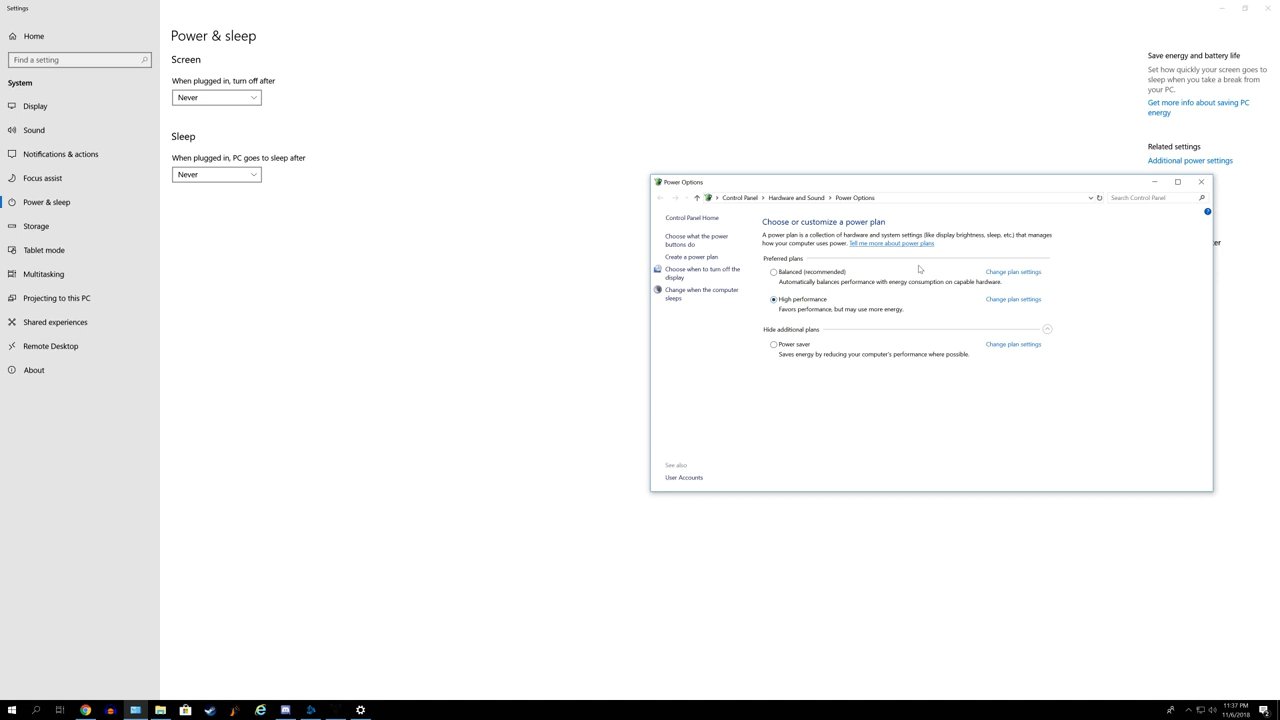 Settings
Home
Find a setting
System
Display
Sound
Notifications & actions
Focus assist
Power & sleep
Storage
Tablet mode
Multitasking
Projecting to this PC
Shared experiences
Remote Desktop
About
Power & sleep
Screen
When plugged in, turn off after
Never
Sleep
When plugged in, PC goes to sleep after
Never
Save energy and battery life
Set how quickly your screen goes to
sleep when you take a break from
your PC.
Get more info about saving PC
energy
Related settings
Additional power settings
Power Options
Control Panel
Hardware and Sound
Power Options
Search Control Panel
Control Panel Home
Choose what the power
buttons do
Create a power plan
Choose when to turn off the
display
Change when the computer
sleeps
See also
User Accounts
Choose or customize a power plan
A power plan is a collection of hardware and system settings (like display brightness, sleep, etc.) that manages
how your computer uses power. Tell me more about power plans
Preferred plans
Balanced (recommended) Change plan settings
Automatically balances performance with energy consumption on capable hardware.
High performance Change plan settings
Favors performance, but may use more energy.
Hide additional plans
Power saver Change plan settings
Saves energy by reducing your computer's performance where possible.
11:37 PM
11/6/2018